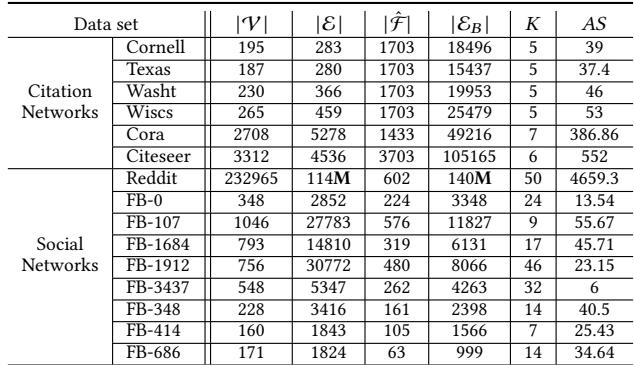 Data set |𝒱| |ℰ| |ℱ̂| |ℰ_B| K AS
Cornell 195 283 1703 18496 5 39
Texas 187 280 1703 15437 5 37.4
Citation Networks Washt 230 366 1703 19953 5 46
Wiscs 265 459 1703 25479 5 53
Cora 2708 5278 1433 49216 7 386.86
Citeseer 3312 4536 3703 105165 6 552
Reddit 232965 114M 602 140M 50 4659.3
FB-0 348 2852 224 3348 24 13.54
FB-107 1046 27783 576 11827 9 55.67
FB-1684 793 14810 319 6131 17 45.71
Social Networks FB-1912 756 30772 480 8066 46 23.15
FB-3437 548 5347 262 4263 32 6
FB-348 228 3416 161 2398 14 40.5
FB-414 160 1843 105 1566 7 25.43
FB-686 171 1824 63 999 14 34.64